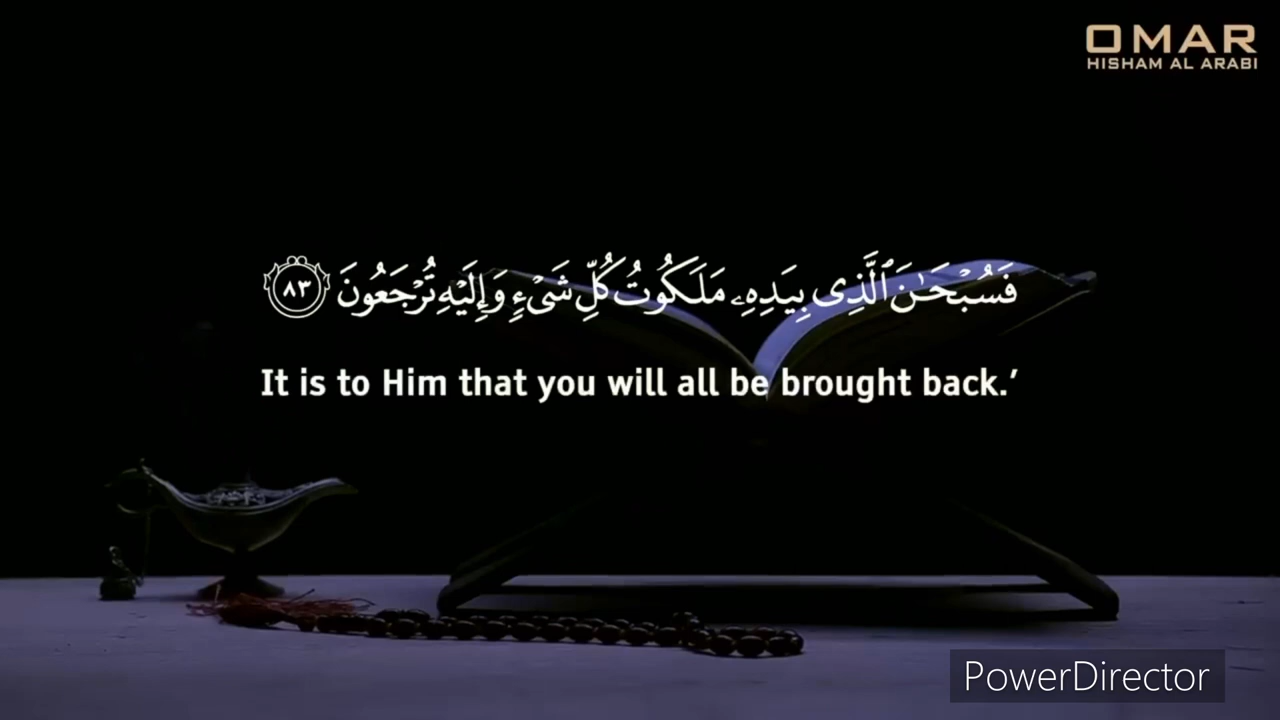 OMAR
HISHAM AL ARABI
فَسُبْحَـٰنَ ٱلَّذِى بِيَدِهِۦ مَلَكُوتُ كُلِّ شَىْءٍ وَإِلَيْهِ تُرْجَعُونَ ٨٣
It is to Him that you will all be brought back.’
PowerDirector